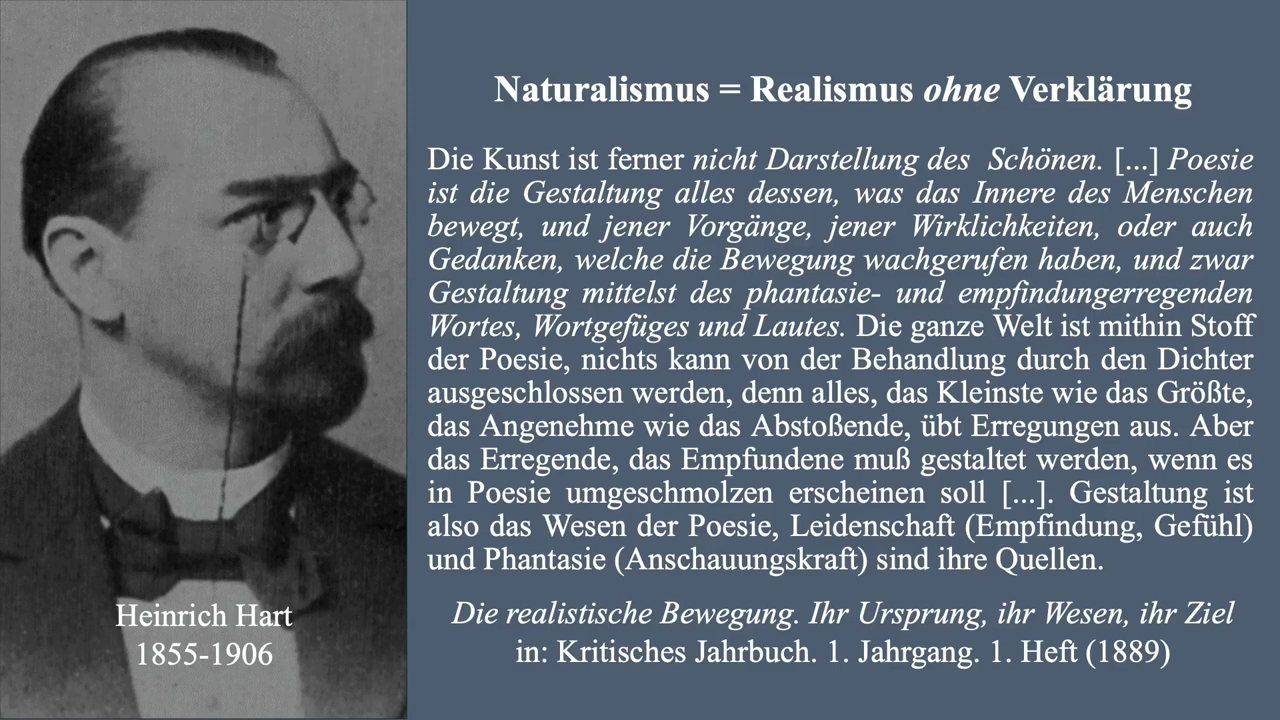 Naturalismus = Realismus ohne Verklärung
Die Kunst ist ferner nicht Darstellung des Schönen. [...] Poesie
ist die Gestaltung alles dessen, was das Innere des Menschen
bewegt, und jener Vorgänge, jener Wirklichkeiten, oder auch
Gedanken, welche die Bewegung wachgerufen haben, und zwar
Gestaltung mittelst des phantasie- und empfindungerregenden
Wortes, Wortgefüges und Lautes. Die ganze Welt ist mithin Stoff
der Poesie, nichts kann von der Behandlung durch den Dichter
ausgeschlossen werden, denn alles, das Kleinste wie das Größte,
das Angenehme wie das Abstoßende, übt Erregungen aus. Aber
das Erregende, das Empfundene muß gestaltet werden, wenn es
in Poesie umgeschmolzen erscheinen soll [...]. Gestaltung ist
also das Wesen der Poesie, Leidenschaft (Empfindung, Gefühl)
und Phantasie (Anschauungskraft) sind ihre Quellen.
Die realistische Bewegung. Ihr Ursprung, ihr Wesen, ihr Ziel
in: Kritisches Jahrbuch. 1. Jahrgang. 1. Heft (1889)
Heinrich Hart
1855-1906